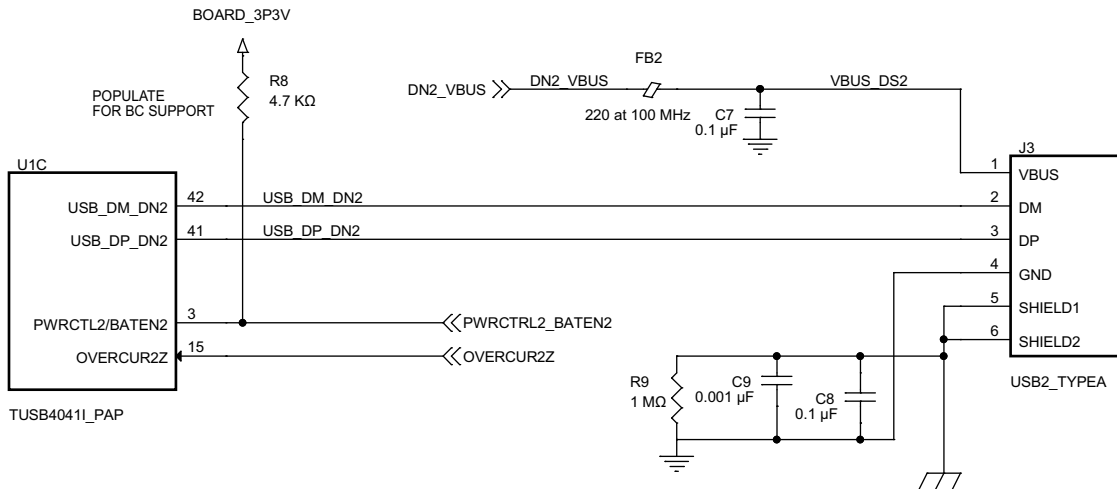 BOARD_3P3V
R8
4.7 KΩ
POPULATE
FOR BC SUPPORT
FB2
DN2_VBUS
DN2_VBUS
VBUS_DS2
220 at 100 MHz
C7
0.1 µF
U1C
J3
1
VBUS
USB_DM_DN2
42
USB_DM_DN2
2
DM
USB_DP_DN2
41
USB_DP_DN2
3
DP
4
GND
5
SHIELD1
PWRCTL2/BATEN2
3
PWRCTRL2_BATEN2
6
SHIELD2
OVERCUR2Z
15
OVERCUR2Z
USB2_TYPEA
R9
1 MΩ
C9
0.001 µF
C8
0.1 µF
TUSB4041I_PAP